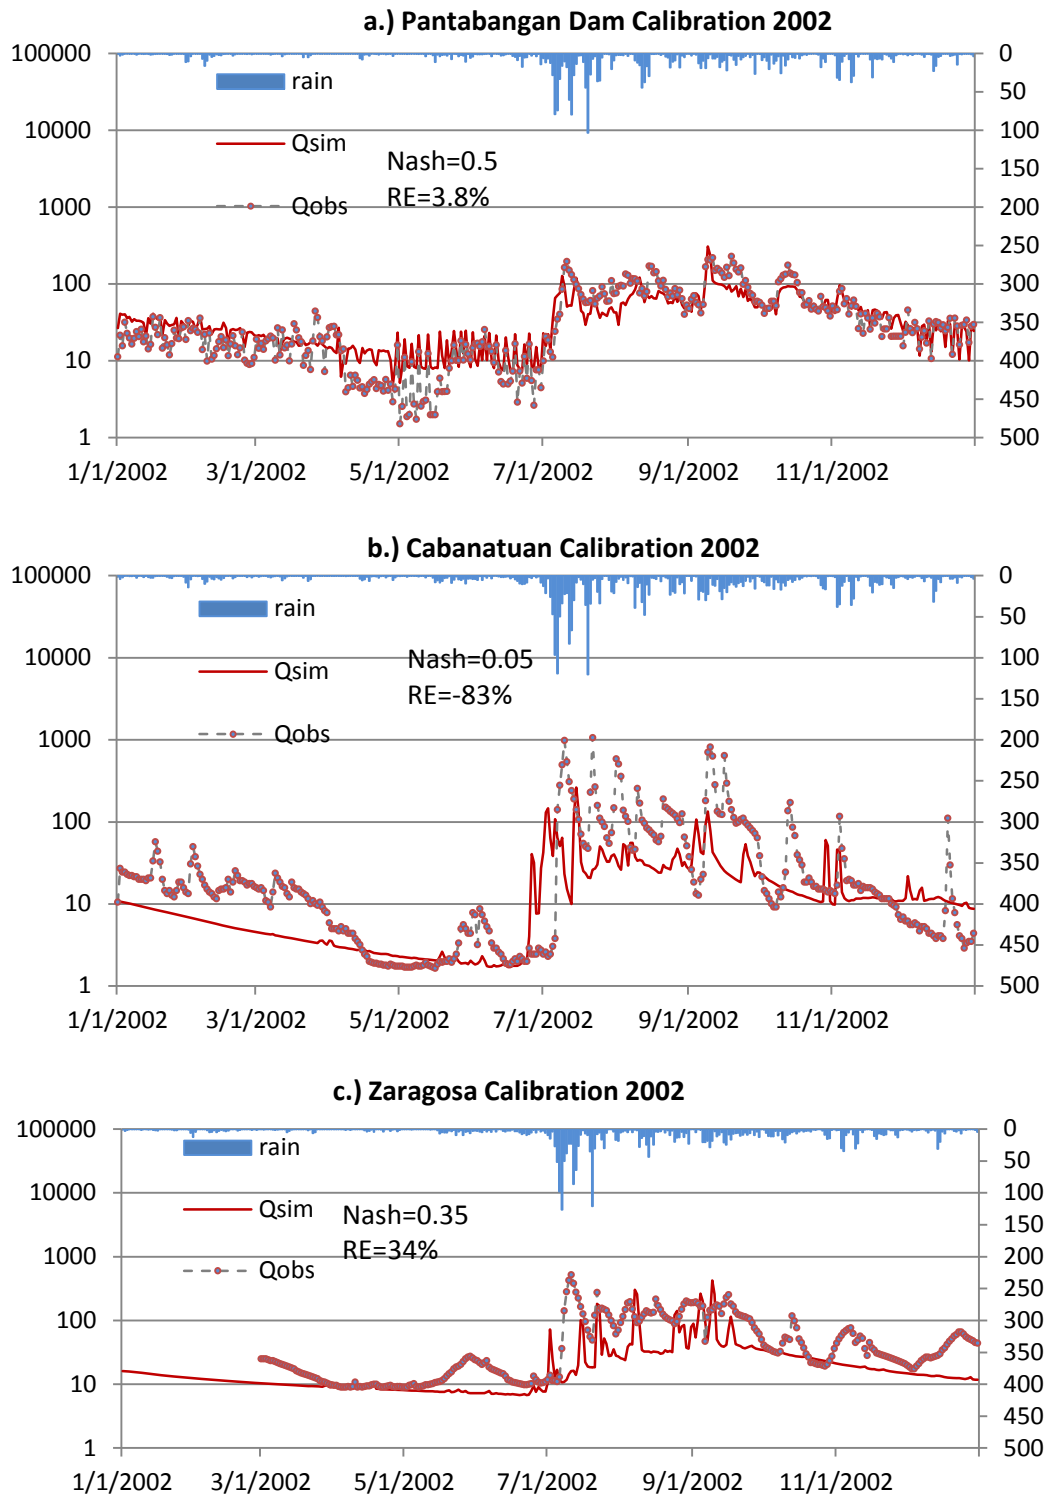 a.) Pantabangan Dam Calibration 2002
100000
10000
1000
100
10
1
0
50
100
150
200
250
300
350
400
450
500
rain
Qsim
Qobs
Nash=0.5
RE=3.8%
1/1/2002 3/1/2002 5/1/2002 7/1/2002 9/1/2002 11/1/2002
b.) Cabanatuan Calibration 2002
100000
10000
1000
100
10
1
0
50
100
150
200
250
300
350
400
450
500
rain
Qsim
Qobs
Nash=0.05
RE=-83%
1/1/2002 3/1/2002 5/1/2002 7/1/2002 9/1/2002 11/1/2002
c.) Zaragosa Calibration 2002
100000
10000
1000
100
10
1
0
50
100
150
200
250
300
350
400
450
500
rain
Qsim
Qobs
Nash=0.35
RE=34%
1/1/2002 3/1/2002 5/1/2002 7/1/2002 9/1/2002 11/1/2002